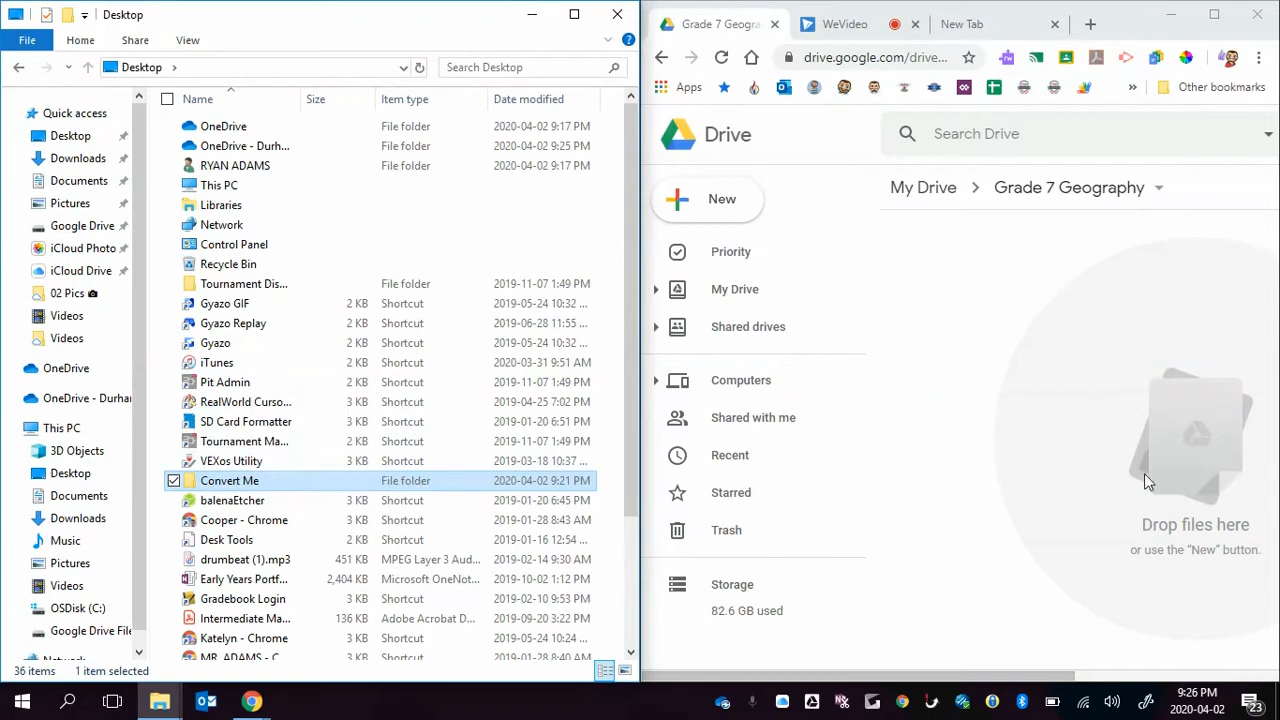 Desktop
File Home Share View
Desktop
Search Desktop
Quick access
Desktop
Downloads
Documents
Pictures
Google Drive
iCloud Photo
iCloud Drive
02 Pics
Videos
Videos
OneDrive
OneDrive - Durha
This PC
3D Objects
Desktop
Documents
Downloads
Music
Pictures
Videos
OSDisk (C:)
Google Drive File
Name Size Item type Date modified
OneDrive File folder 2020-04-02 9:17 PM
OneDrive - Durh... File folder 2020-04-02 9:25 PM
RYAN ADAMS File folder 2020-04-02 9:17 PM
This PC
Libraries
Network
Control Panel
Recycle Bin
Tournament Dis... File folder 2019-11-07 1:49 PM
Gyazo GIF 2 KB Shortcut 2019-05-24 10:32 ...
Gyazo Replay 2 KB Shortcut 2019-06-28 11:55 ...
Gyazo 2 KB Shortcut 2019-05-24 10:32 ...
iTunes 2 KB Shortcut 2020-03-31 9:51 AM
Pit Admin 2 KB Shortcut 2019-11-07 1:49 PM
RealWorld Curso... 2 KB Shortcut 2019-04-25 7:02 PM
SD Card Formatter 2 KB Shortcut 2019-01-20 6:51 PM
Tournament Ma... 2 KB Shortcut 2019-11-07 1:49 PM
VEXos Utility 3 KB Shortcut 2019-03-18 10:37 ...
Convert Me File folder 2020-04-02 9:21 PM
balenaEtcher 3 KB Shortcut 2019-01-20 6:45 PM
Cooper - Chrome 3 KB Shortcut 2019-01-28 8:43 AM
Desk Tools 3 KB Shortcut 2019-01-16 12:54 ...
drumbeat (1).mp3 451 KB MPEG Layer 3 Aud... 2019-02-14 9:30 AM
Early Years Portf... 2,404 KB Microsoft OneNot... 2019-10-02 1:12 PM
Gradebook Login 3 KB Shortcut 2019-02-10 9:53 PM
Intermediate Ma... 136 KB Adobe Acrobat D... 2019-09-20 3:22 PM
Katelyn - Chrome 3 KB Shortcut 2019-05-24 10:24 ...
MR. ADAMS - C... 3 KB Shortcut 2019-01-28 8:40 AM
36 items 1 item selected
Grade 7 Geogra WeVideo New Tab
drive.google.com/drive...
Apps » Other bookmarks
Drive
Search Drive
New
My Drive Grade 7 Geography
Priority
My Drive
Shared drives
Computers
Shared with me
Recent
Starred
Trash
Storage
82.6 GB used
Drop files here
or use the "New" button.
9:26 PM
2020-04-02
23